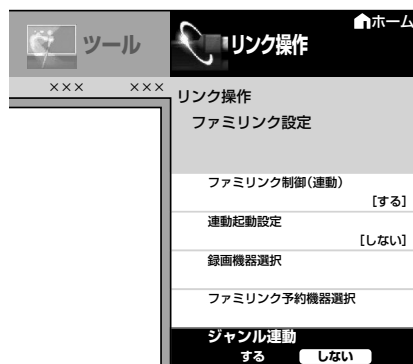 ツール
リンク操作
ホーム
××× ×××
リンク操作
ファミリンク設定
ファミリンク制御(連動)
[する]
連動起動設定
[しない]
録画機器選択
ファミリンク予約機器選択
ジャンル連動
する しない